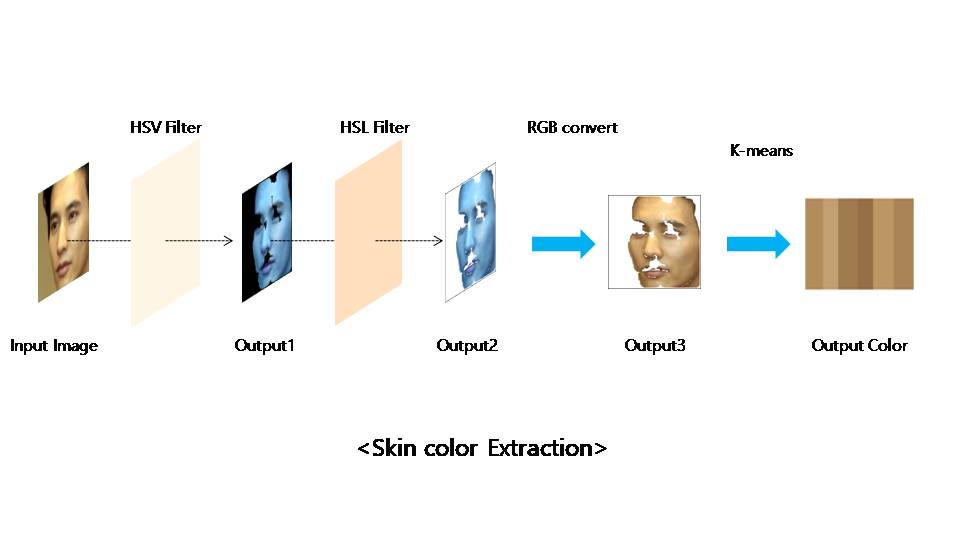 HSV Filter
HSL Filter
RGB convert
K-means
Input Image
Output1
Output2
Output3
Output Color
<Skin color Extraction>